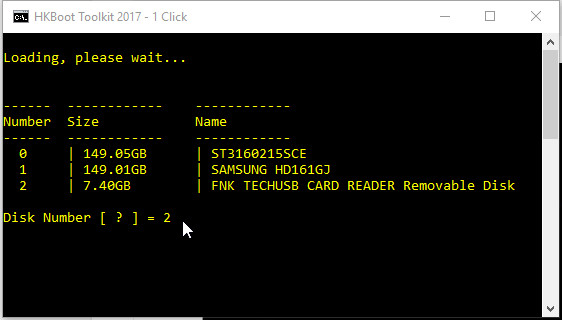 HKBoot Toolkit 2017 - 1 Click
Loading, please wait...
------  ------------    ------------
Number  Size            Name
------  ------------    ------------
  0     | 149.05GB      | ST3160215SCE
  1     | 149.01GB      | SAMSUNG HD161GJ
  2     | 7.40GB        | FNK TECHUSB CARD READER Removable Disk
Disk Number [ ? ] = 2